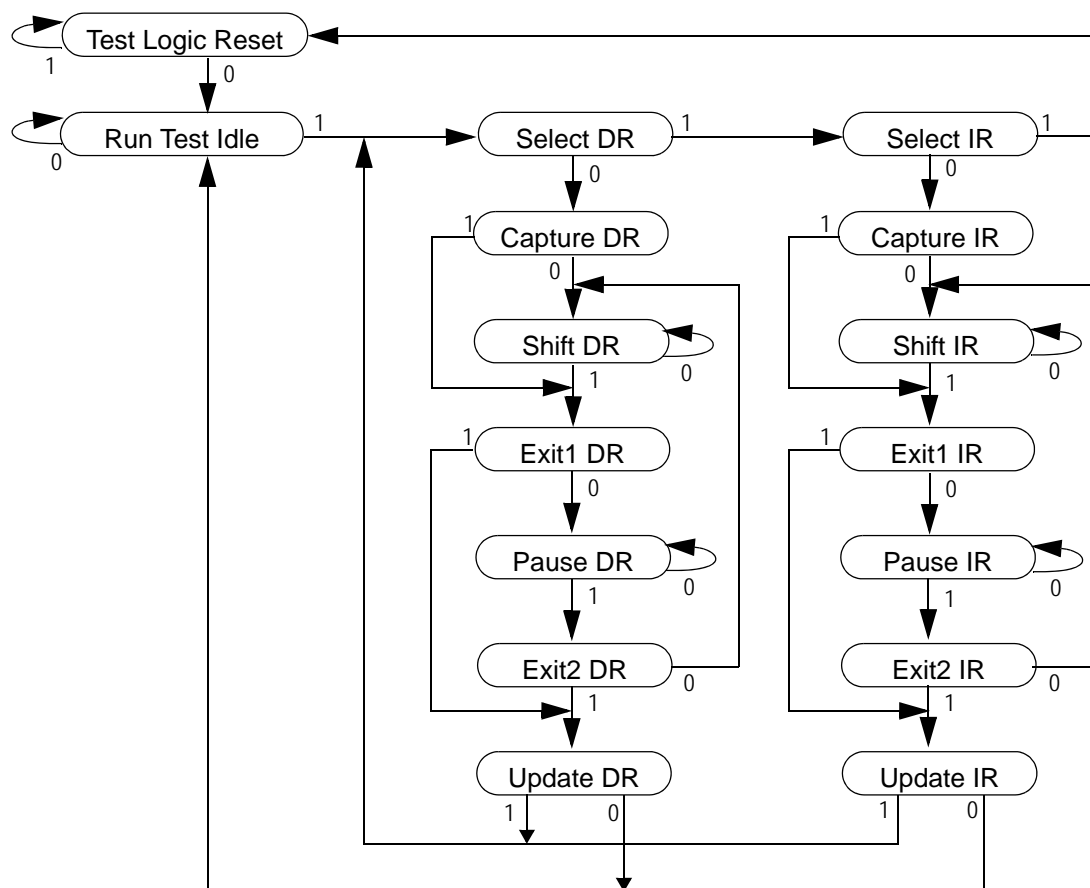 Test Logic Reset
1
0
Run Test Idle
1
0
Select DR
1
0
Select IR
1
0
1
Capture DR
0
1
Capture IR
0
Shift DR
0
1
Shift IR
0
1
1
Exit1 DR
0
1
Exit1 IR
0
Pause DR
0
1
Pause IR
0
1
Exit2 DR
0
1
Exit2 IR
0
1
Update DR
1
0
Update IR
1
0